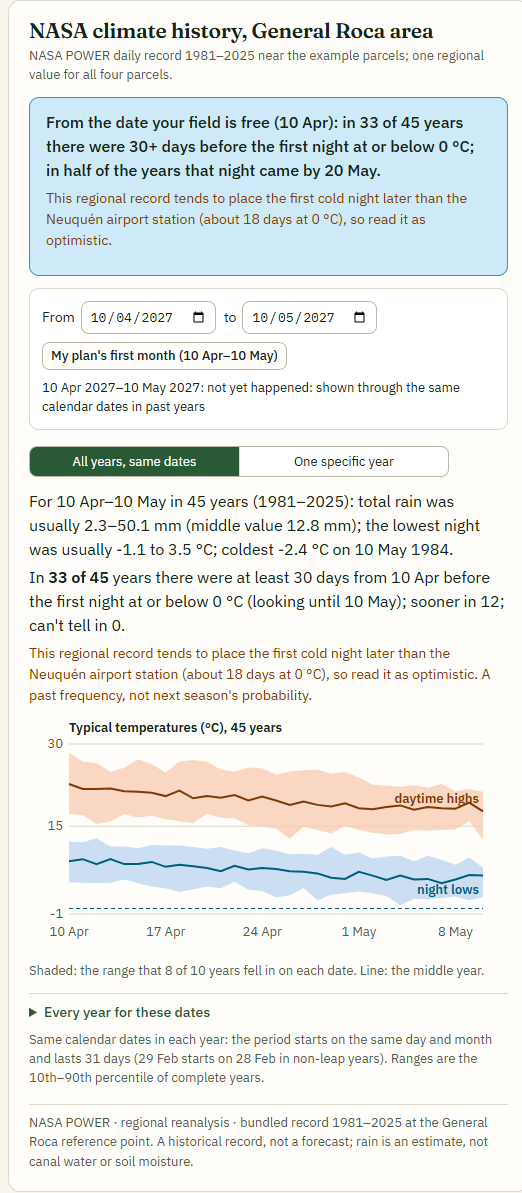 NASA climate history, General Roca area
NASA POWER daily record 1981–2025 near the example parcels; one regional
value for all four parcels.
From the date your field is free (10 Apr): in 33 of 45 years
there were 30+ days before the first night at or below 0 °C;
in half of the years that night came by 20 May.
This regional record tends to place the first cold night later than the
Neuquén airport station (about 18 days at 0 °C), so read it as
optimistic.
From 10/04/2027 to 10/05/2027
My plan's first month (10 Apr–10 May)
10 Apr 2027–10 May 2027: not yet happened: shown through the same
calendar dates in past years
All years, same dates One specific year
For 10 Apr–10 May in 45 years (1981–2025): total rain was
usually 2.3–50.1 mm (middle value 12.8 mm); the lowest night
was usually -1.1 to 3.5 °C; coldest -2.4 °C on 10 May 1984.
In 33 of 45 years there were at least 30 days from 10 Apr before
the first night at or below 0 °C (looking until 10 May); sooner in 12;
can't tell in 0.
This regional record tends to place the first cold night later than the
Neuquén airport station (about 18 days at 0 °C), so read it as optimistic. A
past frequency, not next season's probability.
Typical temperatures (°C), 45 years
30
daytime highs
15
night lows
-1
10 Apr 17 Apr 24 Apr 1 May 8 May
Shaded: the range that 8 of 10 years fell in on each date. Line: the middle year.
Every year for these dates
Same calendar dates in each year: the period starts on the same day and month
and lasts 31 days (29 Feb starts on 28 Feb in non-leap years). Ranges are the
10th–90th percentile of complete years.
NASA POWER · regional reanalysis · bundled record 1981–2025 at the General
Roca reference point. A historical record, not a forecast; rain is an estimate, not
canal water or soil moisture.